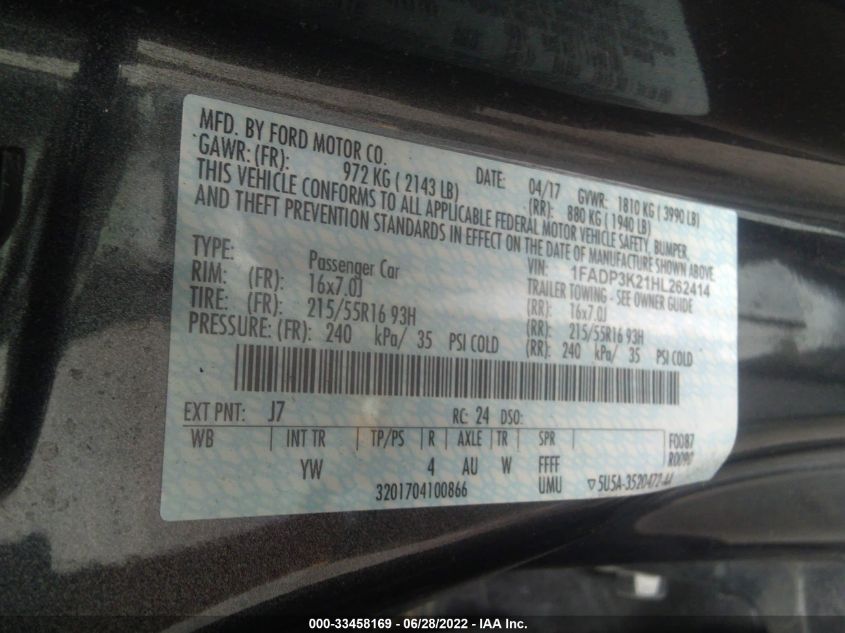 MFD. BY FORD MOTOR CO. DATE: 04/17 GVWR: 1810 KG ( 3990 LB)
GAWR: (FR): 972 KG ( 2143 LB) (RR): 880 KG ( 1940 LB)
THIS VEHICLE CONFORMS TO ALL APPLICABLE FEDERAL MOTOR VEHICLE SAFETY, BUMPER,
AND THEFT PREVENTION STANDARDS IN EFFECT ON THE DATE OF MANUFACTURE SHOWN ABOVE.
VIN: 1FADP3K21HL262414
TYPE: Passenger Car TRAILER TOWING - SEE OWNER GUIDE
RIM: (FR): 16x7.0J (RR): 16x7.0J
TIRE: (FR): 215/55R16 93H (RR): 215/55R16 93H
PRESSURE: (FR): 240 kPa/ 35 PSI COLD (RR): 240 kPa/ 35 PSI COLD
EXT PNT: J7 RC: 24 DSO:
WB INT TR TP/PS R AXLE TR SPR F0087
YW 4 AU W FFFF R0090
3201704100866 UMU ▽5U5A-3520472-AA
000-33458169 - 06/28/2022 - IAA Inc.